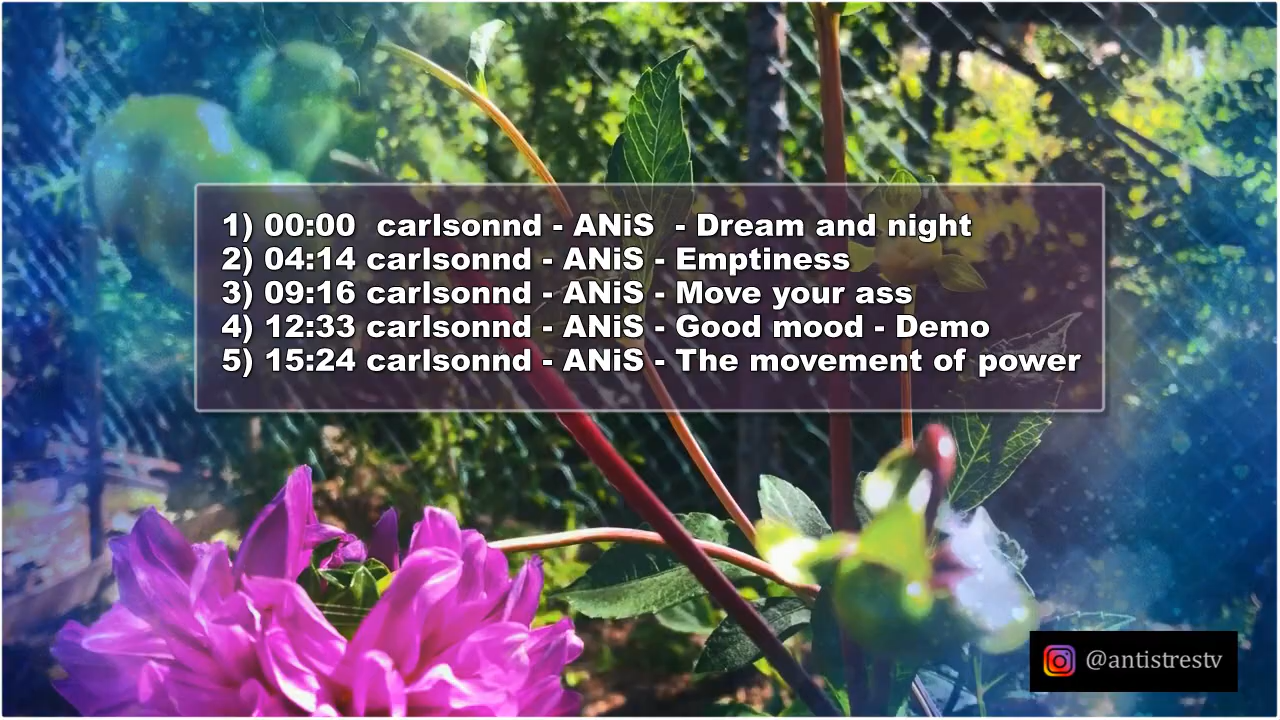 1) 00:00  carlsonnd - ANiS  - Dream and night
2) 04:14 carlsonnd - ANiS - Emptiness
3) 09:16 carlsonnd - ANiS - Move your ass
4) 12:33 carlsonnd - ANiS - Good mood - Demo
5) 15:24 carlsonnd - ANiS - The movement of power
@antistrestv